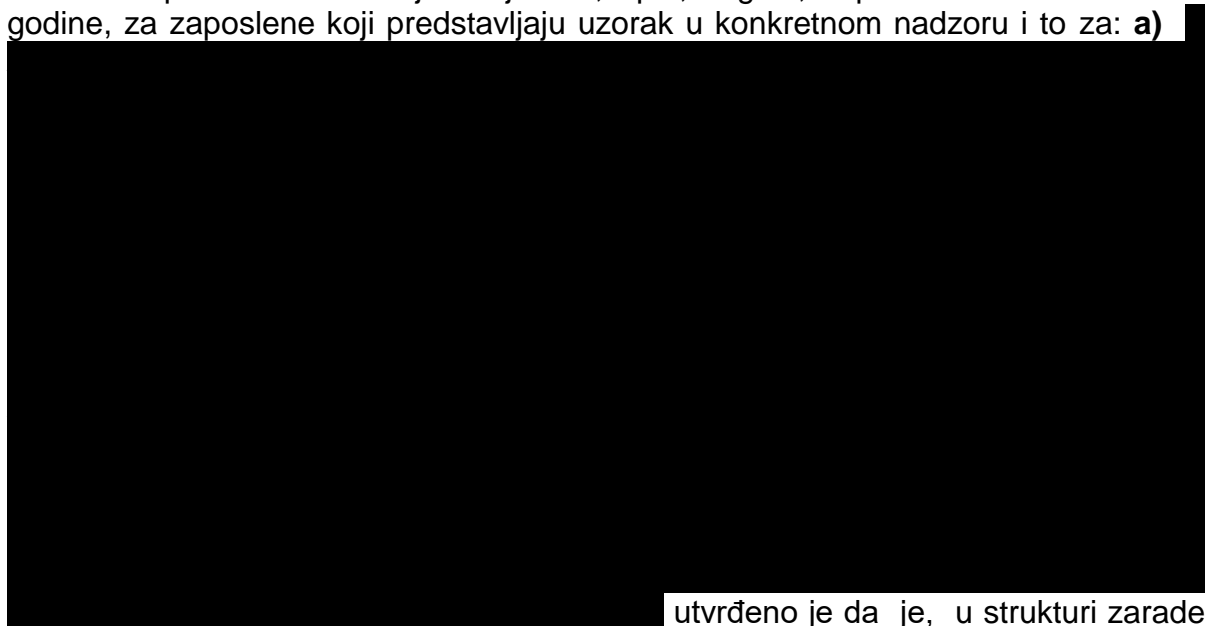 godine, za zaposlene koji predstavljaju uzorak u konkretnom nadzoru i to za: a)
utvrđeno je da je, u strukturi zarade